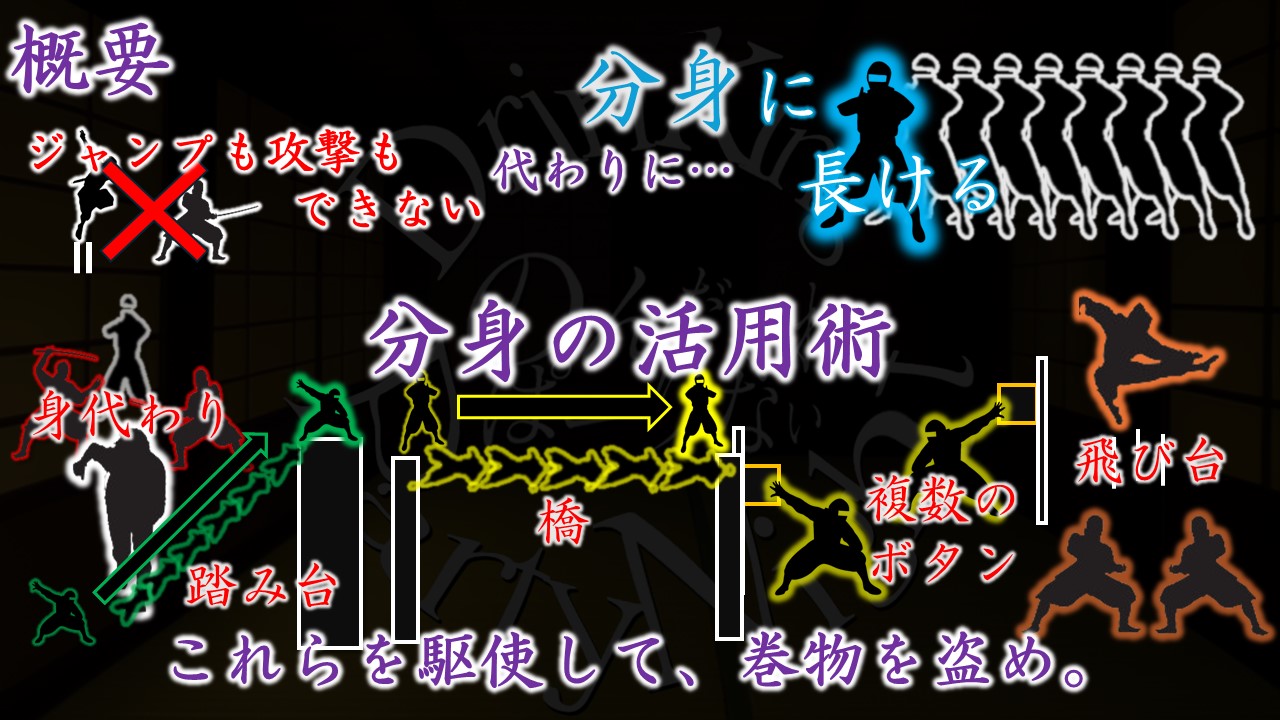 概要
分身に
長ける
ジャンプも攻撃も
できない
代わりに…
分身の活用術
身代わり
踏み台
橋
複数の
ボタン
飛び台
これらを駆使して、巻物を盗め。